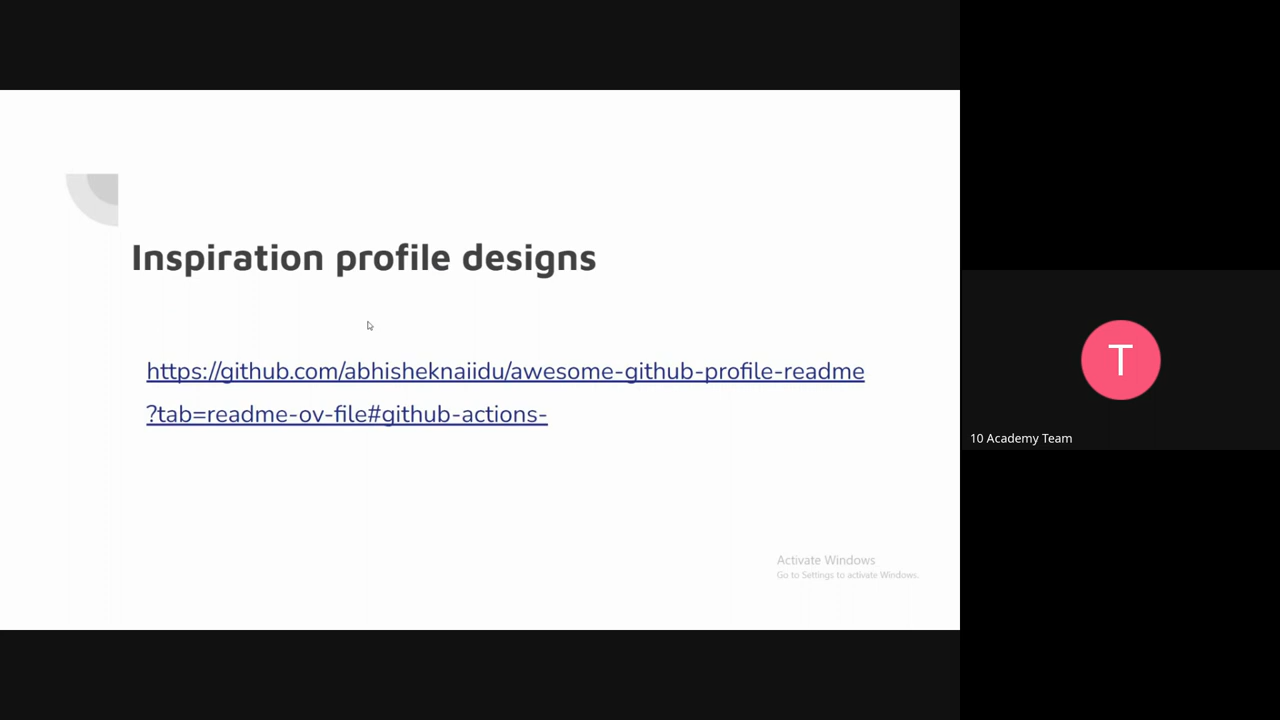 Inspiration profile designs
https://github.com/abhisheknaiidu/awesome-github-profile-readme
?tab=readme-ov-file#github-actions-
Activate Windows
Go to Settings to activate Windows.
T
10 Academy Team